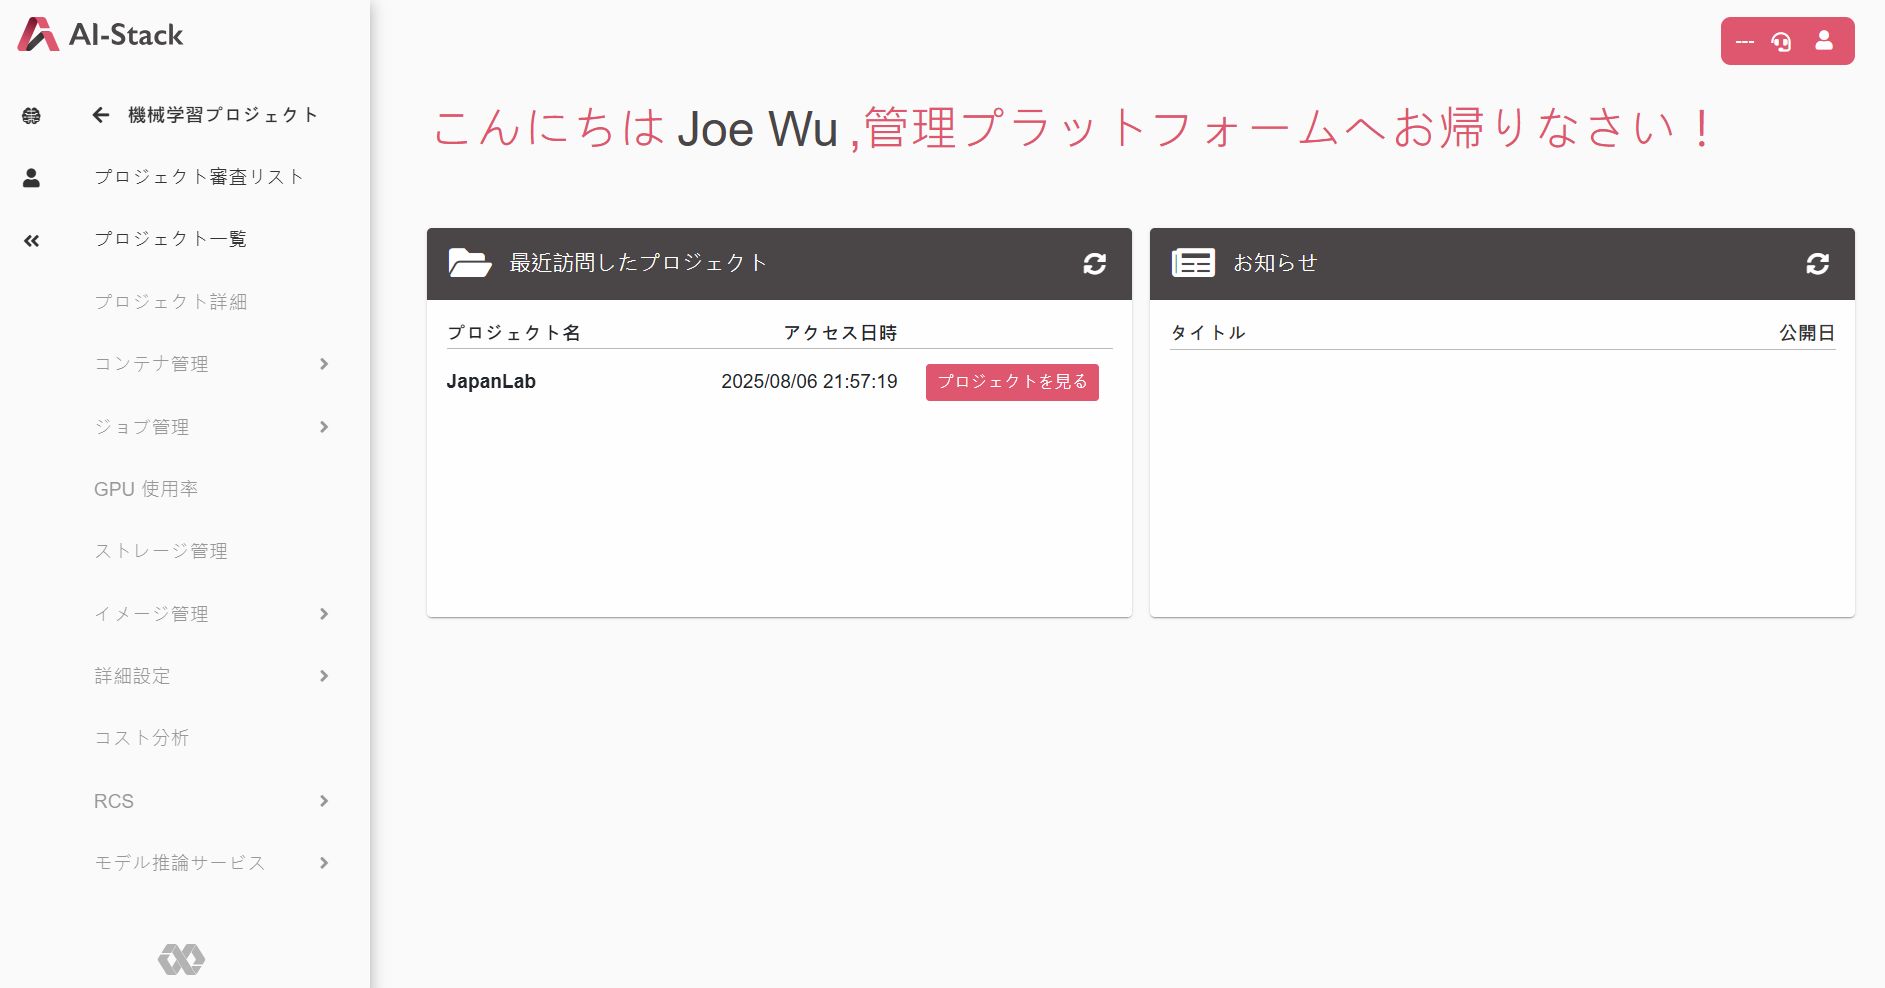 AI-Stack
---
機械学習プロジェクト
プロジェクト審査リスト
プロジェクト一覧
プロジェクト詳細
コンテナ管理
ジョブ管理
GPU 使用率
ストレージ管理
イメージ管理
詳細設定
コスト分析
RCS
モデル推論サービス
こんにちは Joe Wu ,管理プラットフォームへお帰りなさい！
最近訪問したプロジェクト
プロジェクト名 アクセス日時
JapanLab 2025/08/06 21:57:19 プロジェクトを見る
お知らせ
タイトル 公開日